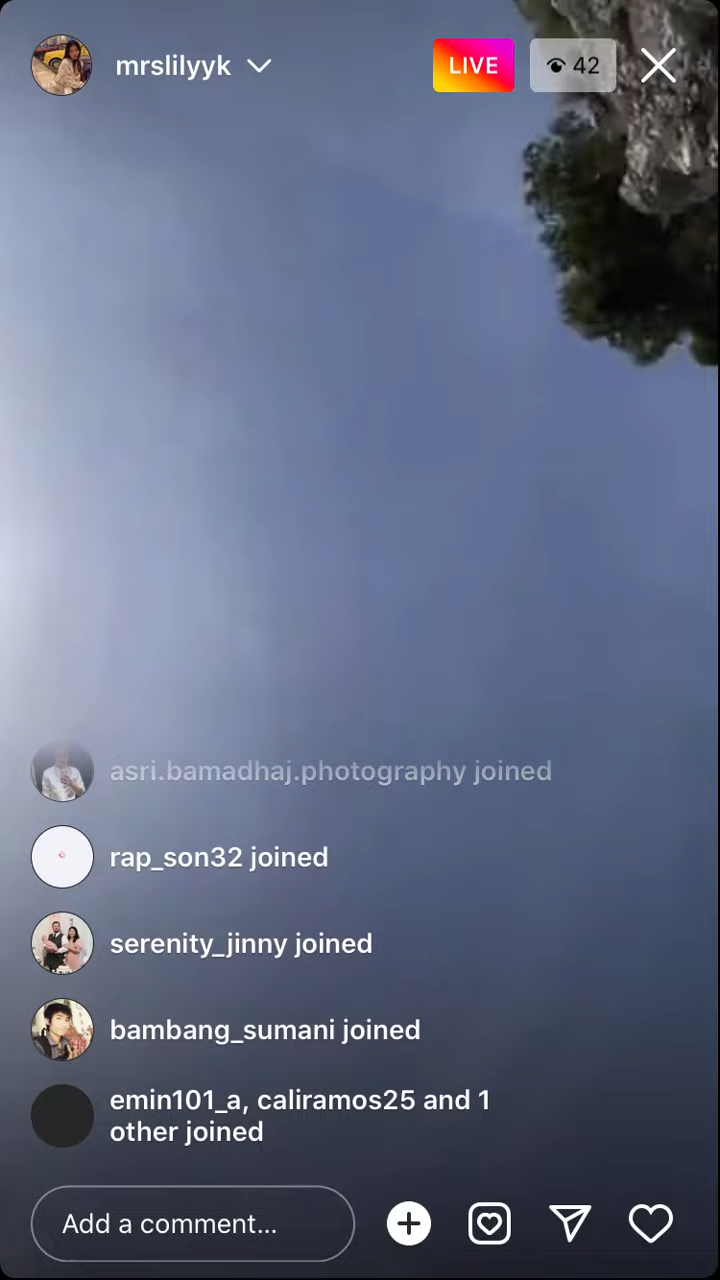 mrslilyyk
LIVE
42
asri.bamadhaj.photography joined
rap_son32 joined
serenity_jinny joined
bambang_sumani joined
emin101_a, caliramos25 and 1
other joined
Add a comment...